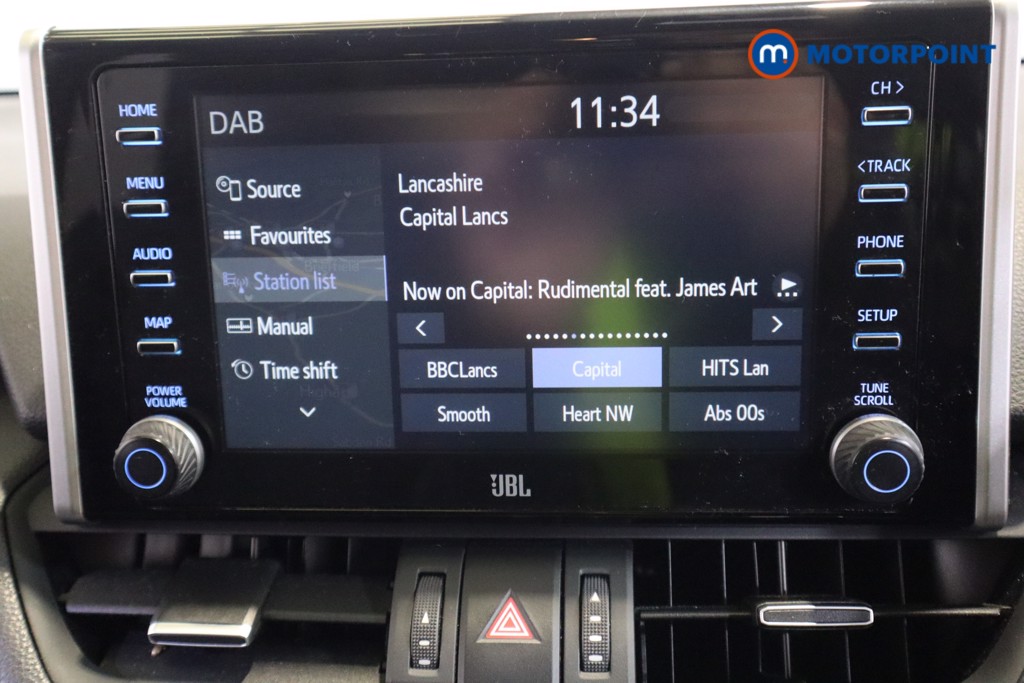 m MOTORPOINT
HOME
MENU
AUDIO
MAP
POWER
VOLUME
DAB
11:34
Source
Favourites
Station list
Manual
Time shift
Lancashire
Capital Lancs
Now on Capital: Rudimental feat. James Art
BBCLancs
Capital
HITS Lan
Smooth
Heart NW
Abs 00s
JBL
CH >
<TRACK
PHONE
SETUP
TUNE
SCROLL